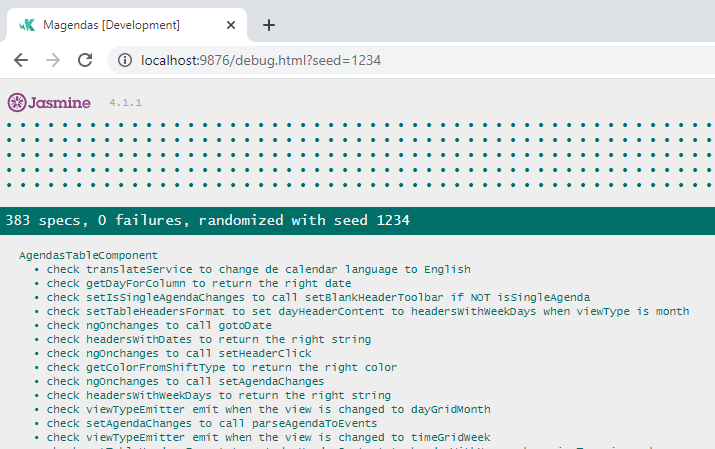 Magendas [Development]
localhost:9876/debug.html?seed=1234
Jasmine 4.1.1
383 specs, 0 failures, randomized with seed 1234
AgendasTableComponent
• check translateService to change de calendar language to English
• check getDayForColumn to return the right date
• check setIsSingleAgendaChanges to call setBlankHeaderToolbar if NOT isSingleAgenda
• check setTableHeadersFormat to set dayHeaderContent to headersWithWeekDays when viewType is month
• check ngOnchanges to call gotoDate
• check headersWithDates to return the right string
• check ngOnchanges to call setHeaderClick
• check getColorFromShiftType to return the right color
• check ngOnchanges to call setAgendaChanges
• check headersWithWeekDays to return the right string
• check viewTypeEmitter emit when the view is changed to dayGridMonth
• check setAgendaChanges to call parseAgendaToEvents
• check viewTypeEmitter emit when the view is changed to timeGridWeek